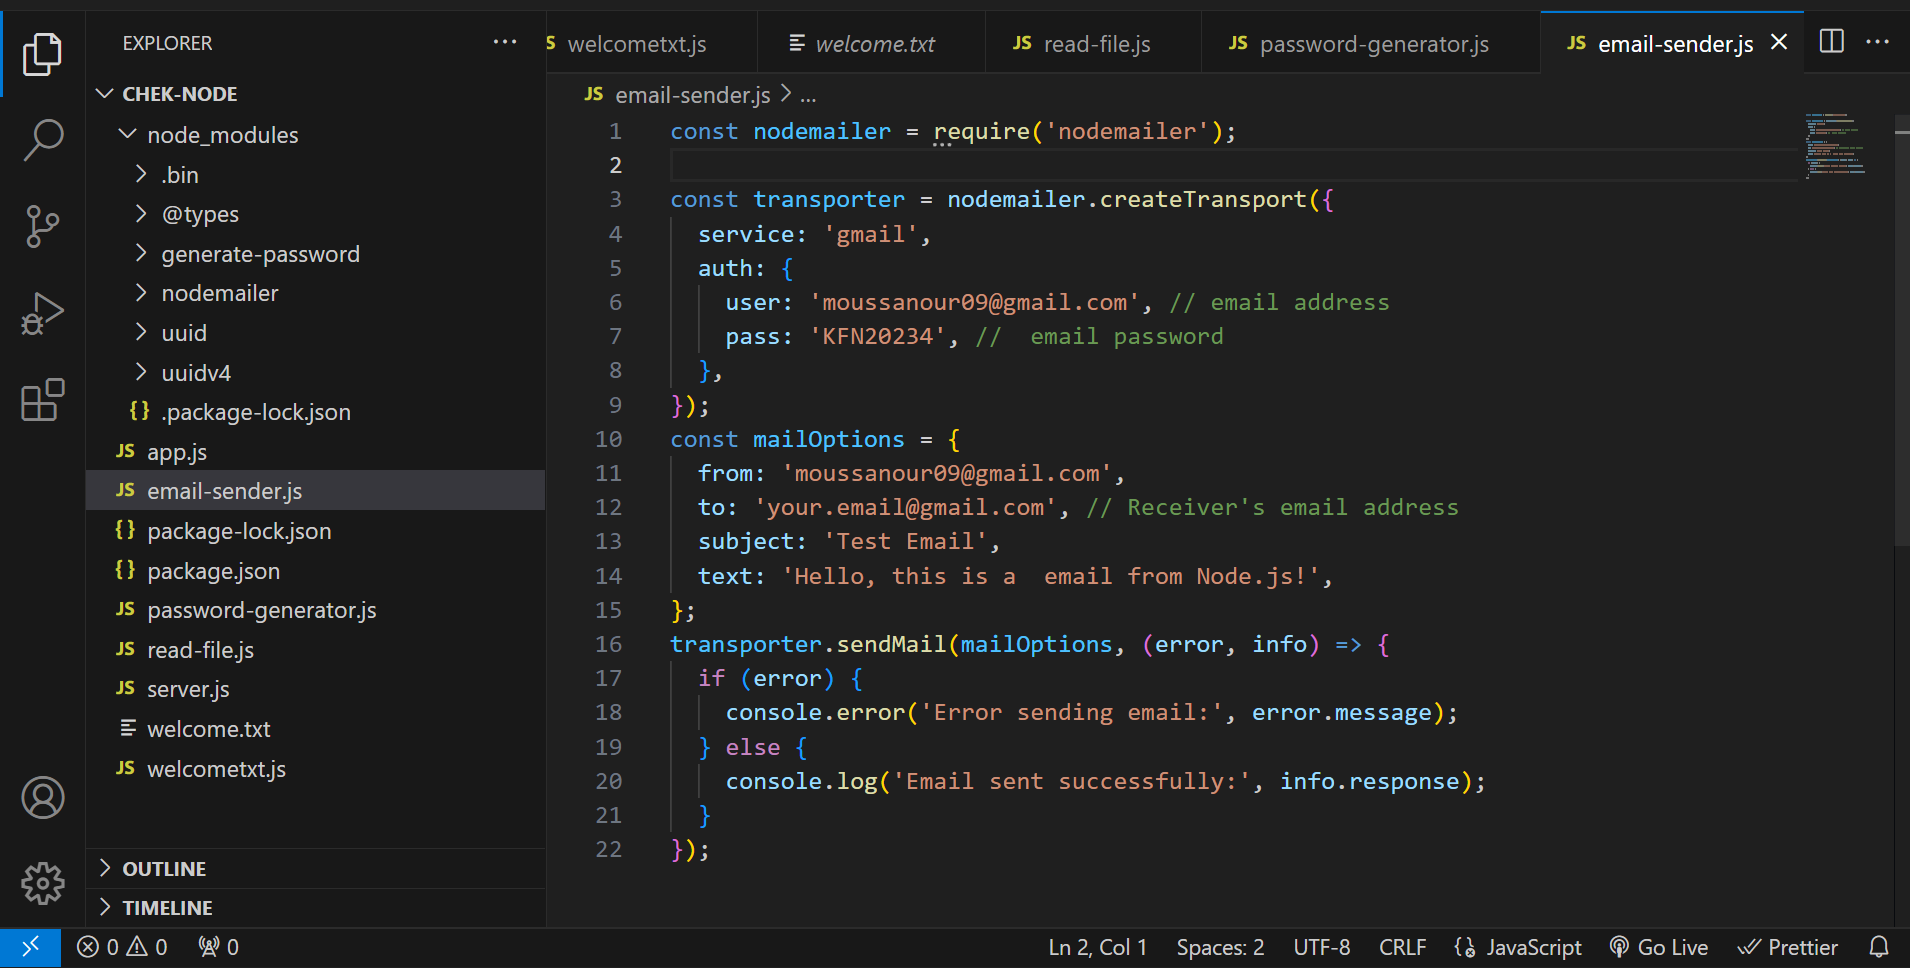 EXPLORER
CHEK-NODE
node_modules
.bin
@types
generate-password
nodemailer
uuid
uuidv4
{} .package-lock.json
JS app.js
JS email-sender.js
{} package-lock.json
{} package.json
JS password-generator.js
JS read-file.js
JS server.js
welcome.txt
JS welcometxt.js
OUTLINE
TIMELINE
S welcometxt.js welcome.txt JS read-file.js JS password-generator.js JS email-sender.js
JS email-sender.js > ...
1 const nodemailer = require('nodemailer');
2
3 const transporter = nodemailer.createTransport({
4 service: 'gmail',
5 auth: {
6 user: 'moussanour09@gmail.com', // email address
7 pass: 'KFN20234', //  email password
8 },
9 });
10 const mailOptions = {
11 from: 'moussanour09@gmail.com',
12 to: 'your.email@gmail.com', // Receiver's email address
13 subject: 'Test Email',
14 text: 'Hello, this is a  email from Node.js!',
15 };
16 transporter.sendMail(mailOptions, (error, info) => {
17 if (error) {
18 console.error('Error sending email:', error.message);
19 } else {
20 console.log('Email sent successfully:', info.response);
21 }
22 });
0 0 0 Ln 2, Col 1 Spaces: 2 UTF-8 CRLF {} JavaScript Go Live Prettier